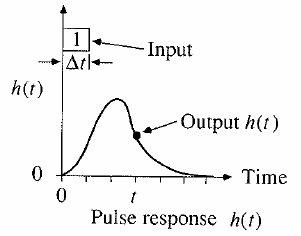 1
Input
Δt
h(t)
Output h(t)
0
Time
0
t
Pulse response h(t)